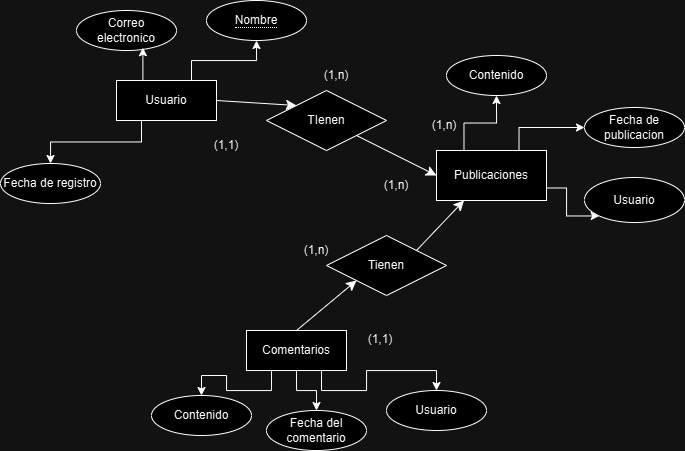 Correo
electronico
Nombre
(1,n)
Contenido
Usuario
TIenen
(1,n)
Fecha de
publicacion
(1,1)
Publicaciones
Fecha de registro
(1,n)
Usuario
(1,n)
Tienen
Comentarios
(1,1)
Contenido
Usuario
Fecha del
comentario